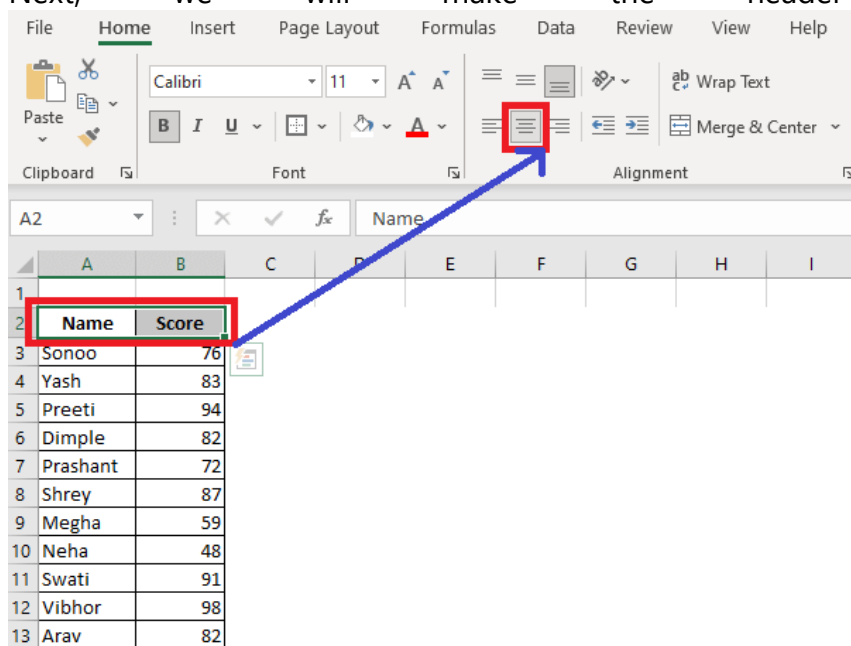 Next, we will make the header
File Home Insert Page Layout Formulas Data Review View Help
Calibri 11 A A ab Wrap Text
Paste B I U A Merge & Center
Clipboard Font Alignment
A2 fx Name
A B C D E F G H I
1
2 Name Score
3 Sonoo 76
4 Yash 83
5 Preeti 94
6 Dimple 82
7 Prashant 72
8 Shrey 87
9 Megha 59
10 Neha 48
11 Swati 91
12 Vibhor 98
13 Arav 82